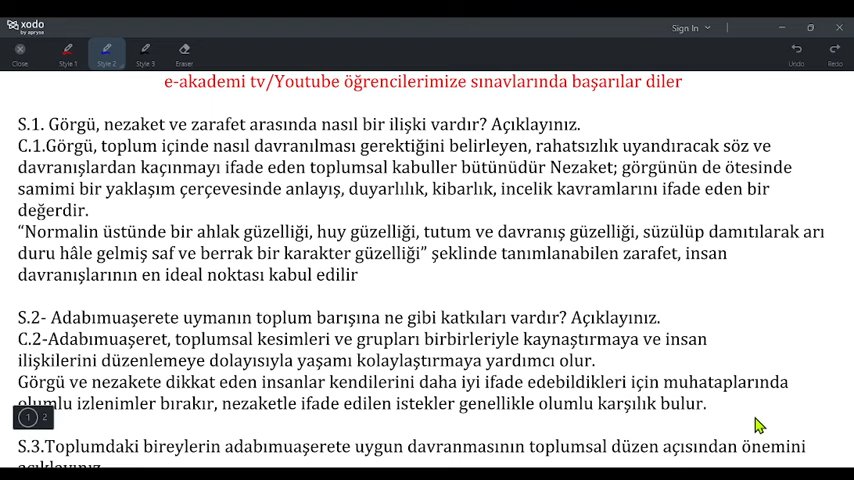 xodo
by apryse
Sign In
Close
Style 1
Style 2
Style 3
Eraser
Undo
Redo
e-akademi tv/Youtube öğrencilerimize sınavlarında başarılar diler
S.1. Görgü, nezaket ve zarafet arasında nasıl bir ilişki vardır? Açıklayınız.
C.1.Görgü, toplum içinde nasıl davranılması gerektiğini belirleyen, rahatsızlık uyandıracak söz ve
davranışlardan kaçınmayı ifade eden toplumsal kabuller bütünüdür Nezaket; görgünün de ötesinde
samimi bir yaklaşım çerçevesinde anlayış, duyarlılık, kibarlık, incelik kavramlarını ifade eden bir
değerdir.
“Normalin üstünde bir ahlak güzelliği, huy güzelliği, tutum ve davranış güzelliği, süzülüp damıtılarak arı
duru hâle gelmiş saf ve berrak bir karakter güzelliği” şeklinde tanımlanabilen zarafet, insan
davranışlarının en ideal noktası kabul edilir
S.2- Adabımuaşerete uymanın toplum barışına ne gibi katkıları vardır? Açıklayınız.
C.2-Adabımuaşeret, toplumsal kesimleri ve grupları birbirleriyle kaynaştırmaya ve insan
ilişkilerini düzenlemeye dolayısıyla yaşamı kolaylaştırmaya yardımcı olur.
Görgü ve nezakete dikkat eden insanlar kendilerini daha iyi ifade edebildikleri için muhataplarında
olumlu izlenimler bırakır, nezaketle ifade edilen istekler genellikle olumlu karşılık bulur.
1 2
S.3.Toplumdaki bireylerin adabımuaşerete uygun davranmasının toplumsal düzen açısından önemini
açıklayınız